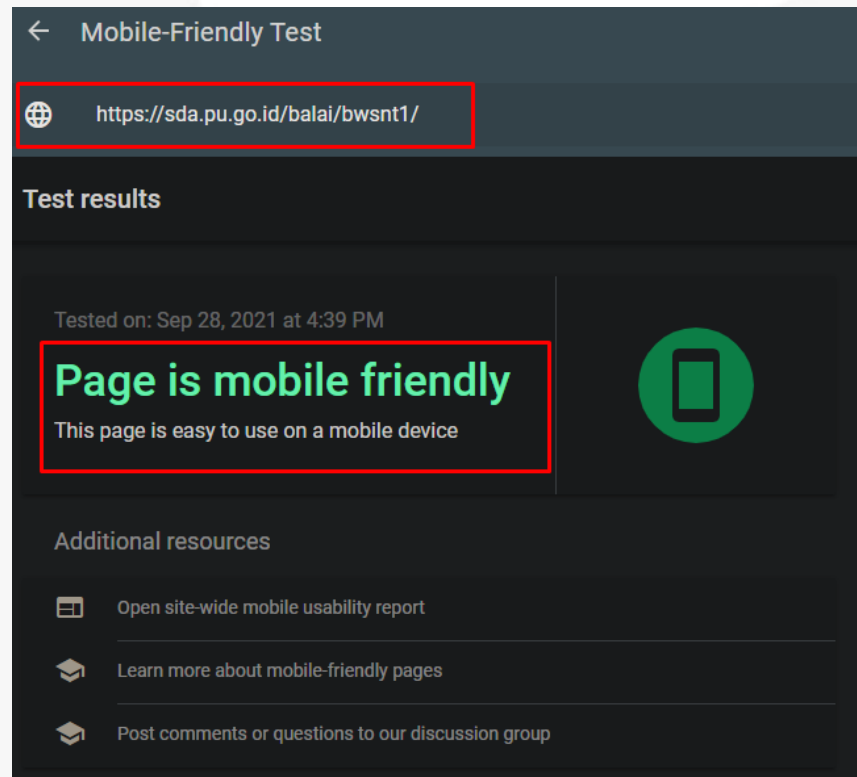 Mobile-Friendly Test
https://sda.pu.go.id/balai/bwsnt1/
Test results
Tested on: Sep 28, 2021 at 4:39 PM
Page is mobile friendly
This page is easy to use on a mobile device
Additional resources
Open site-wide mobile usability report
Learn more about mobile-friendly pages
Post comments or questions to our discussion group